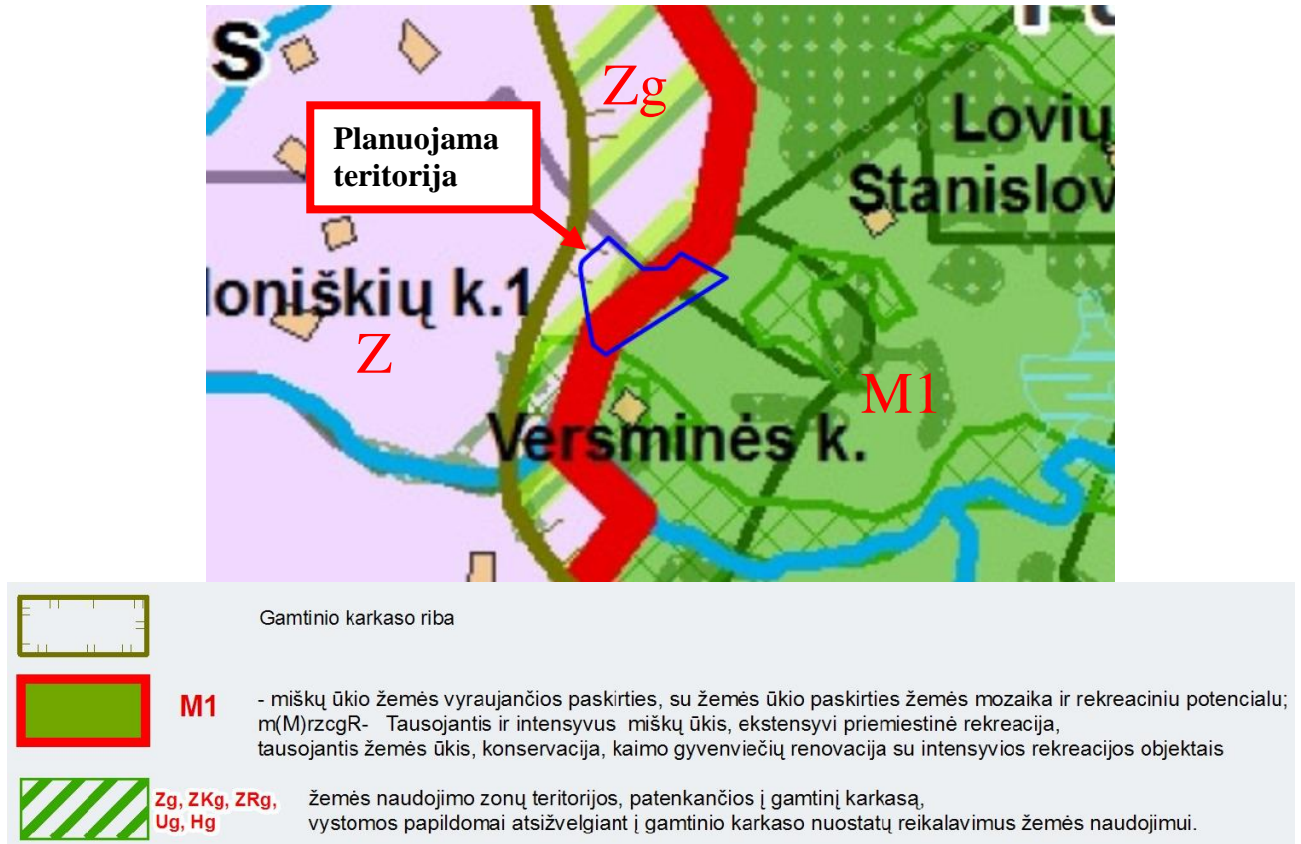 s
Zg
Planuojama
teritorija
Lovių
Stanislov
loniškių k.1
Z
M1
Versminės k.
Gamtinio karkaso riba
M1
- miškų ūkio žemės vyraujančios paskirties, su žemės ūkio paskirties žemės mozaika ir rekreaciniu potencialu;
m(M)rzcgR- Tausojantis ir intensyvus miškų ūkis, ekstensyvi priemiestinė rekreacija,
tausojantis žemės ūkis, konservacija, kaimo gyvenviečių renovacija su intensyvios rekreacijos objektais
Zg, ZKg, ZRg,
Ug, Hg
žemės naudojimo zonų teritorijos, patenkančios į gamtinį karkasą,
vystomos papildomai atsižvelgiant į gamtinio karkaso nuostatų reikalavimus žemės naudojimui.